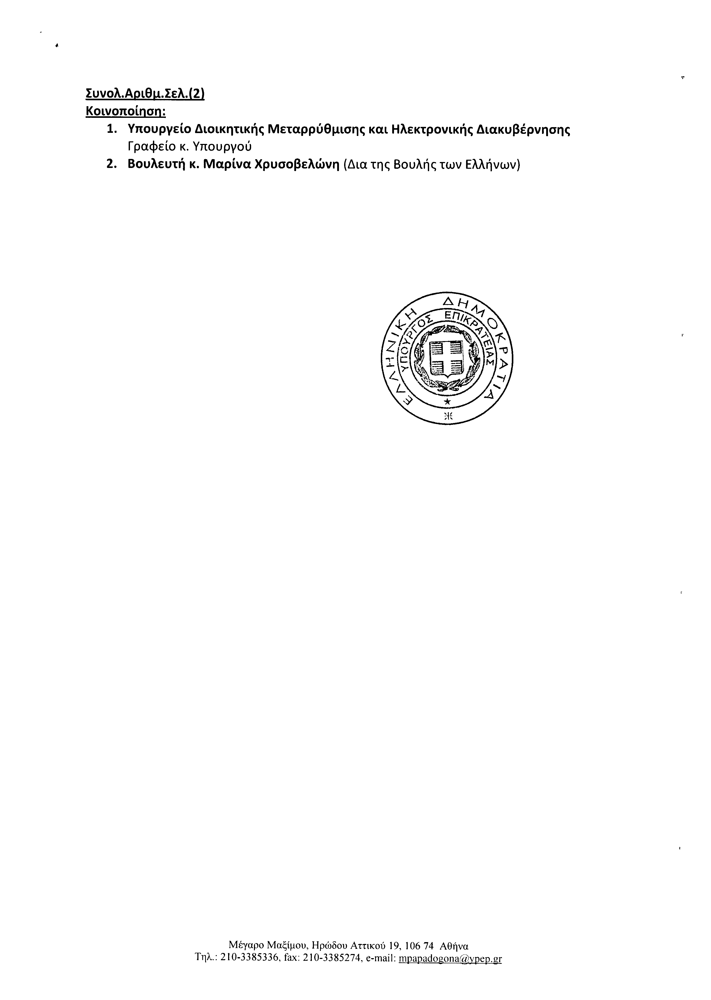 Συνολ.Αριθμ.Σελ.(2)
Κοινοποίηση:
1. Υπουργείο Διοικητικής Μεταρρύθμισης και Ηλεκτρονικής Διακυβέρνησης
Γραφείο κ. Υπουργού
2. Βουλευτή κ. Μαρίνα Χρυσοβελώνη (Δια της Βουλής των Ελλήνων)
ΕΛΛΗΝΙΚΗ ΔΗΜΟΚΡΑΤΙΑ
ΥΠΟΥΡΓΟΣ ΕΠΙΚΡΑΤΕΙΑΣ
Μέγαρο Μαξίμου, Ηρώδου Αττικού 19, 106 74 Αθήνα
Τηλ.: 210-3385336, fax: 210-3385274, e-mail: mpapadogona@ypep.gr